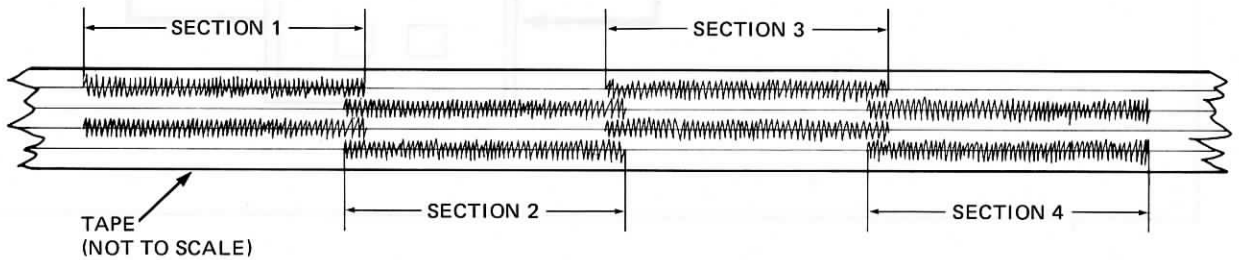 SECTION 1
SECTION 3
SECTION 2
SECTION 4
TAPE
(NOT TO SCALE)